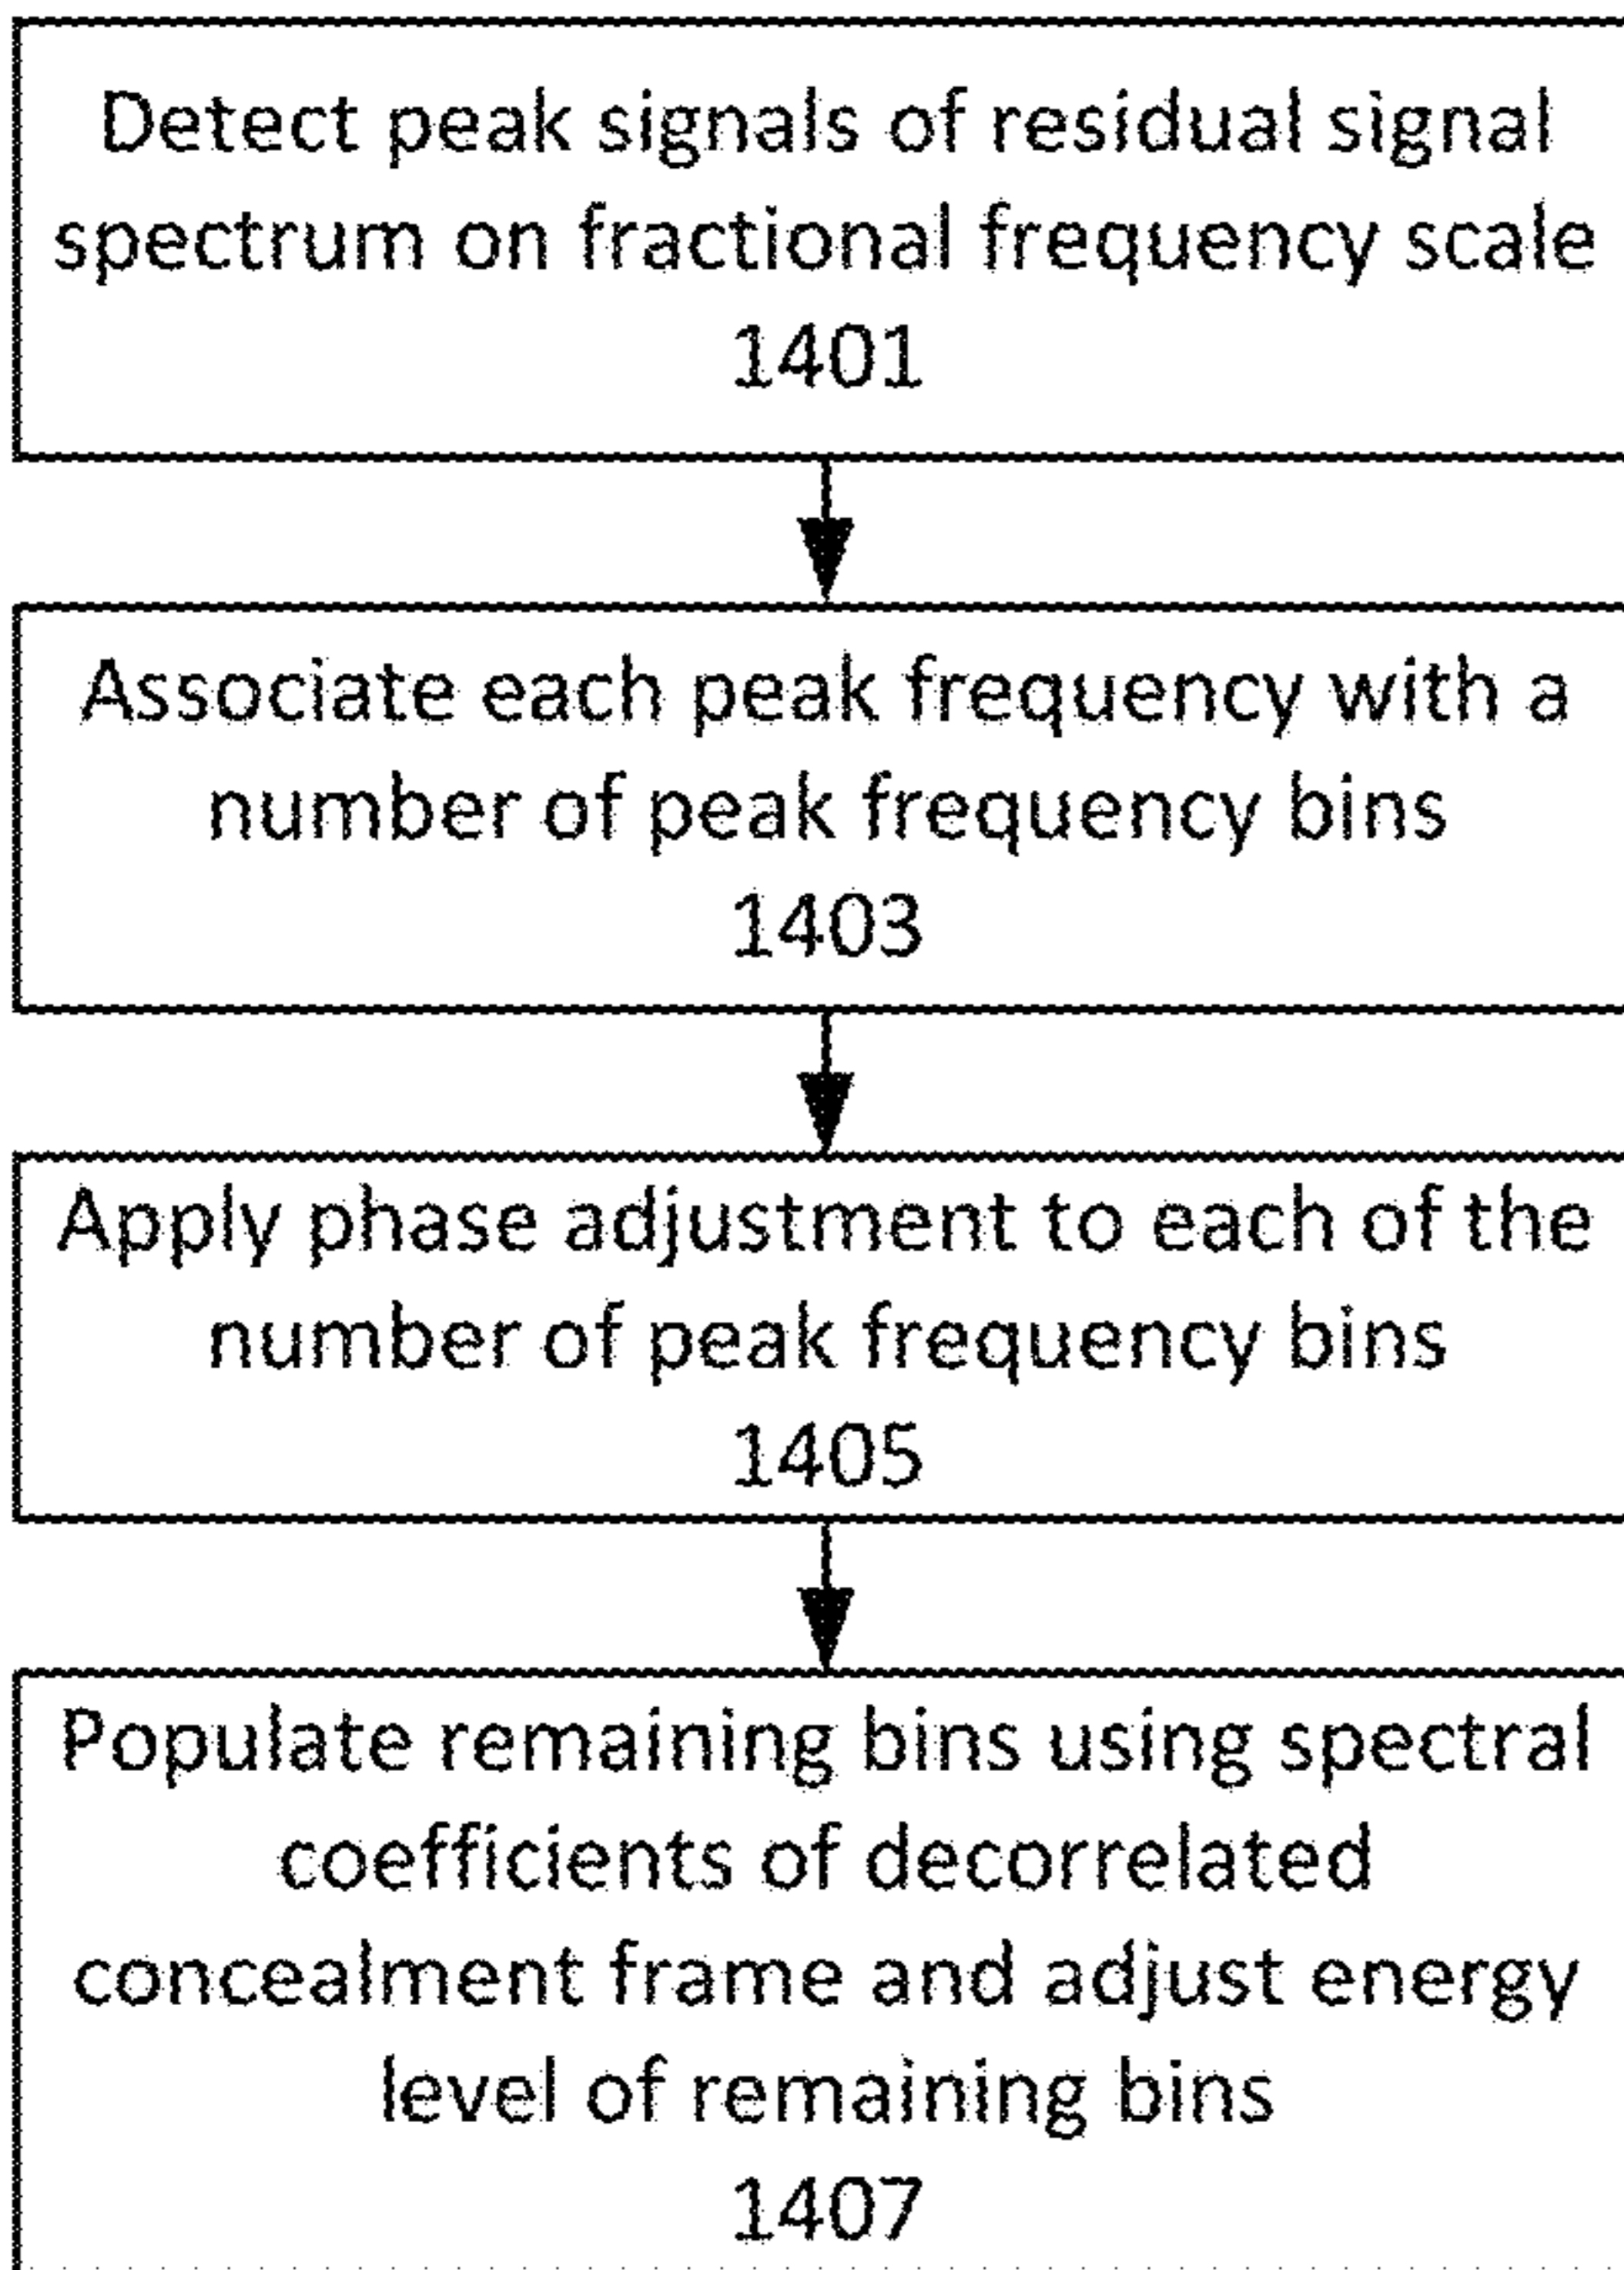 Detect peak signals of residual signal
spectrum on fractional frequency scale
1401
Associate each peak frequency with a
number of peak frequency bins
1403
Apply phase adjustment to each of the
number of peak frequency bins
1405
Populate remaining bins using spectral
coefficients of decorrelated
concealment frame and adjust energy
level of remaining bins
1407